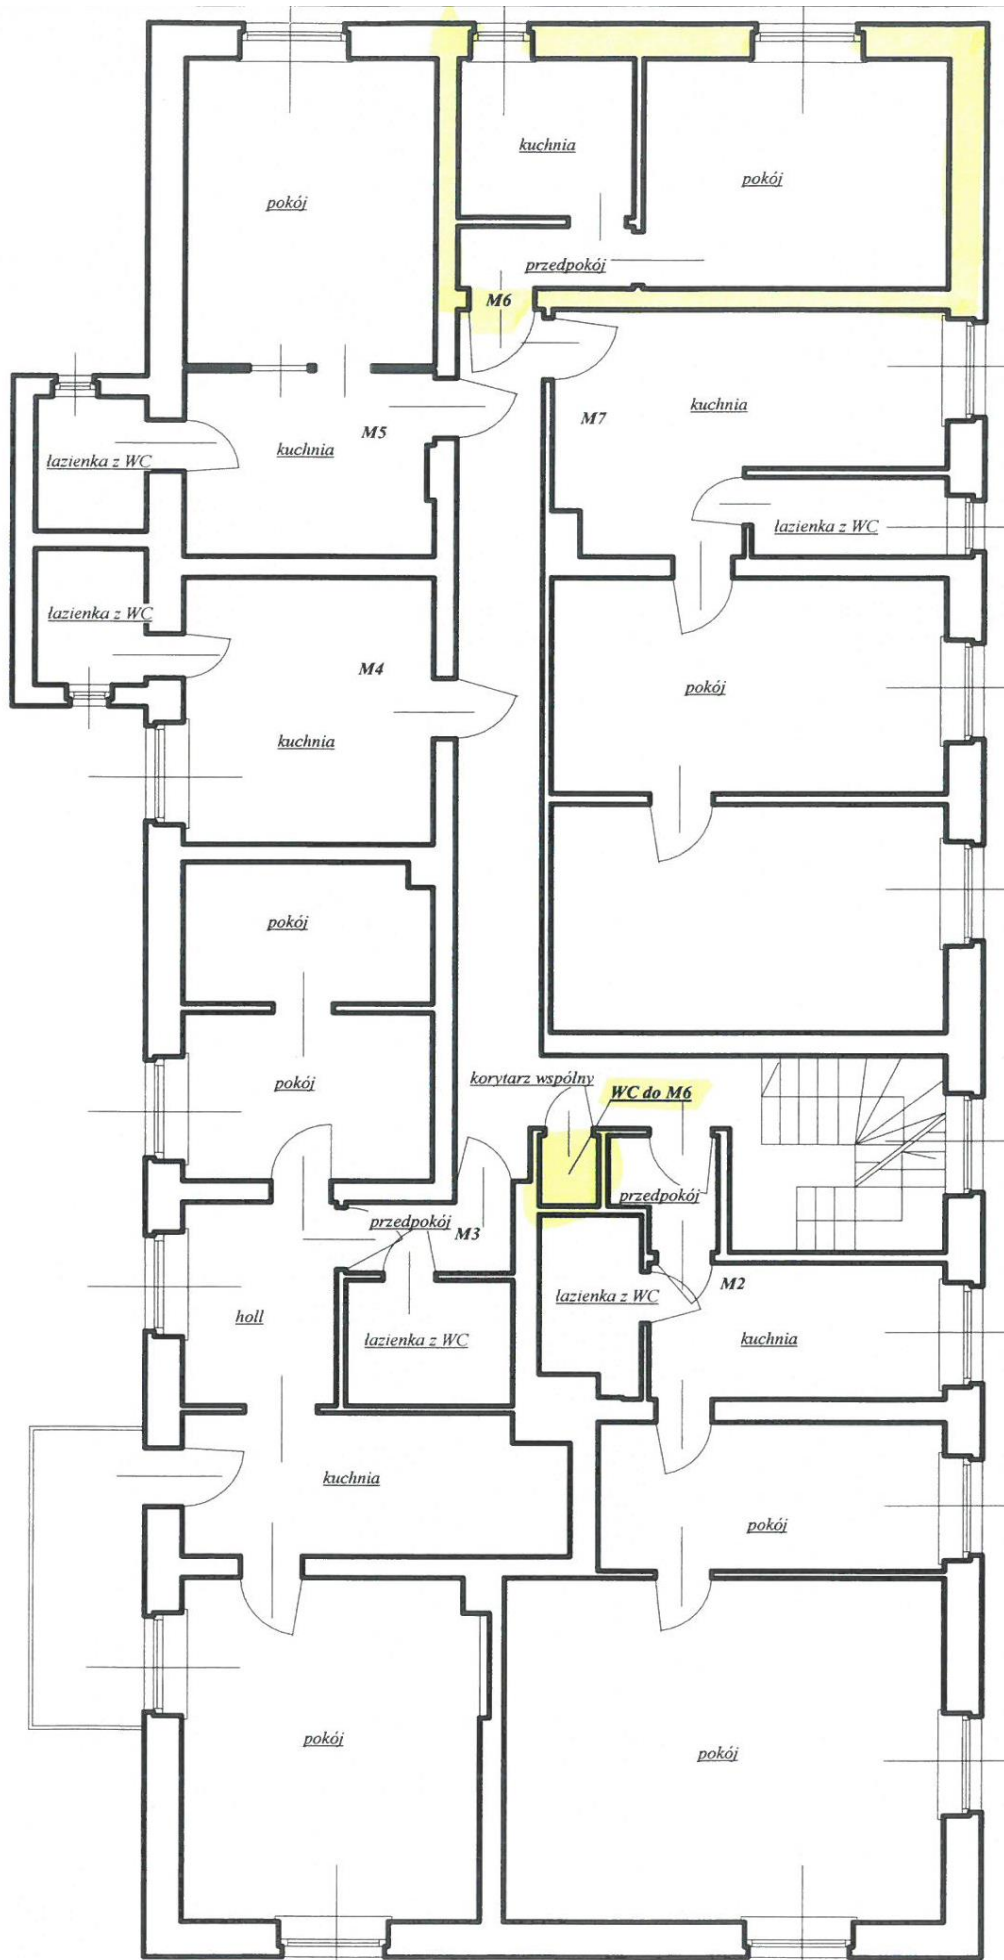 kuchnia
pokój
pokój
przedpokój
M6
M7
kuchnia
M5
kuchnia
łazienka z WC
łazienka z WC
łazienka z WC
M4
pokój
kuchnia
pokój
korytarz wspólny
WC do M6
pokój
przedpokój
przedpokój
M3
M2
łazienka z WC
holl
łazienka z WC
kuchnia
kuchnia
pokój
pokój
pokój